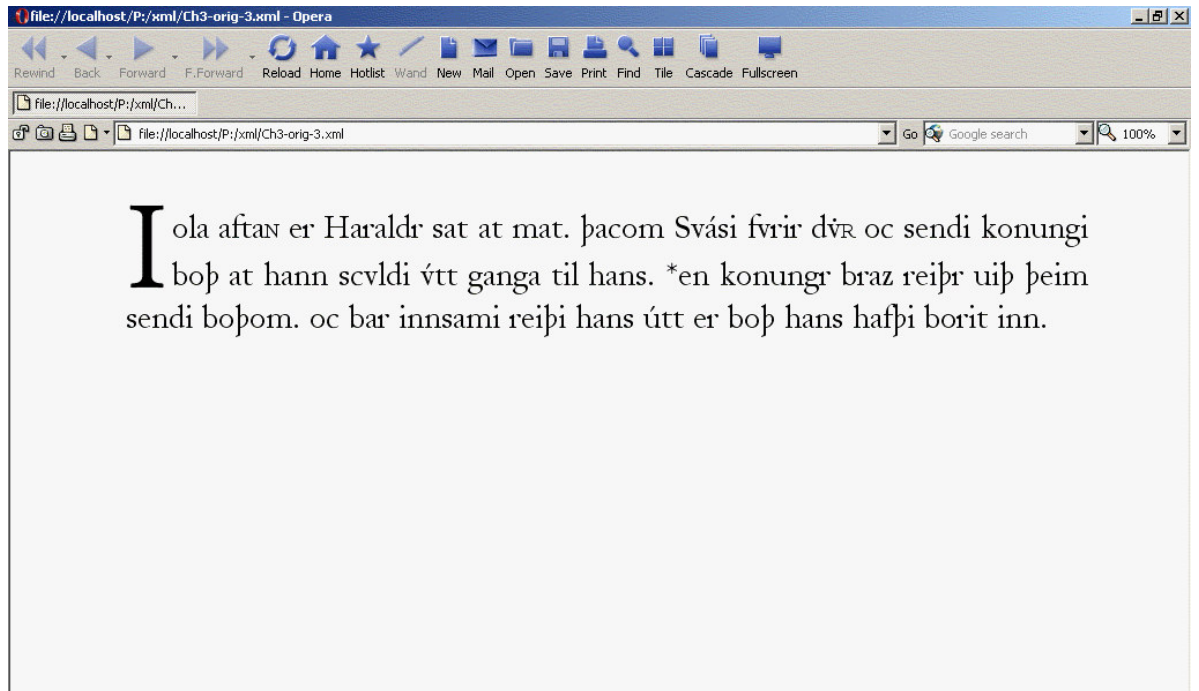 file://localhost/P:/xml/Ch3-orig-3.xml - Opera
Rewind Back Forward F.Forward Reload Home Hotlist Wand New Mail Open Save Print Find Tile Cascade Fullscreen
file://localhost/P:/xml/Ch...
file://localhost/P:/xml/Ch3-orig-3.xml Go Google search 100%
I ola aftaɴ er Haraldr sat at mat. þacom Svási fvrir dv̇ʀ oc sendi konungi
boþ at hann scvldi v́tt ganga til hans. *en konungr braz reiþr uiþ þeim
sendi boþom. oc bar innsami reiþi hans útt er boþ hans hafþi borit inn.